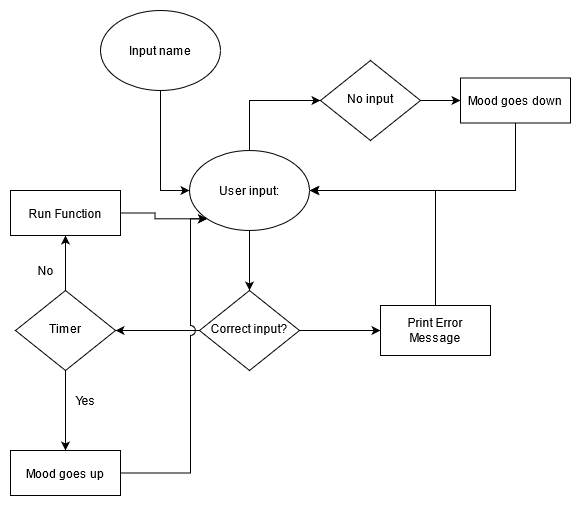 Input name
No input
Mood goes down
User input:
Run Function
No
Timer
Correct input?
Print Error
Message
Yes
Mood goes up